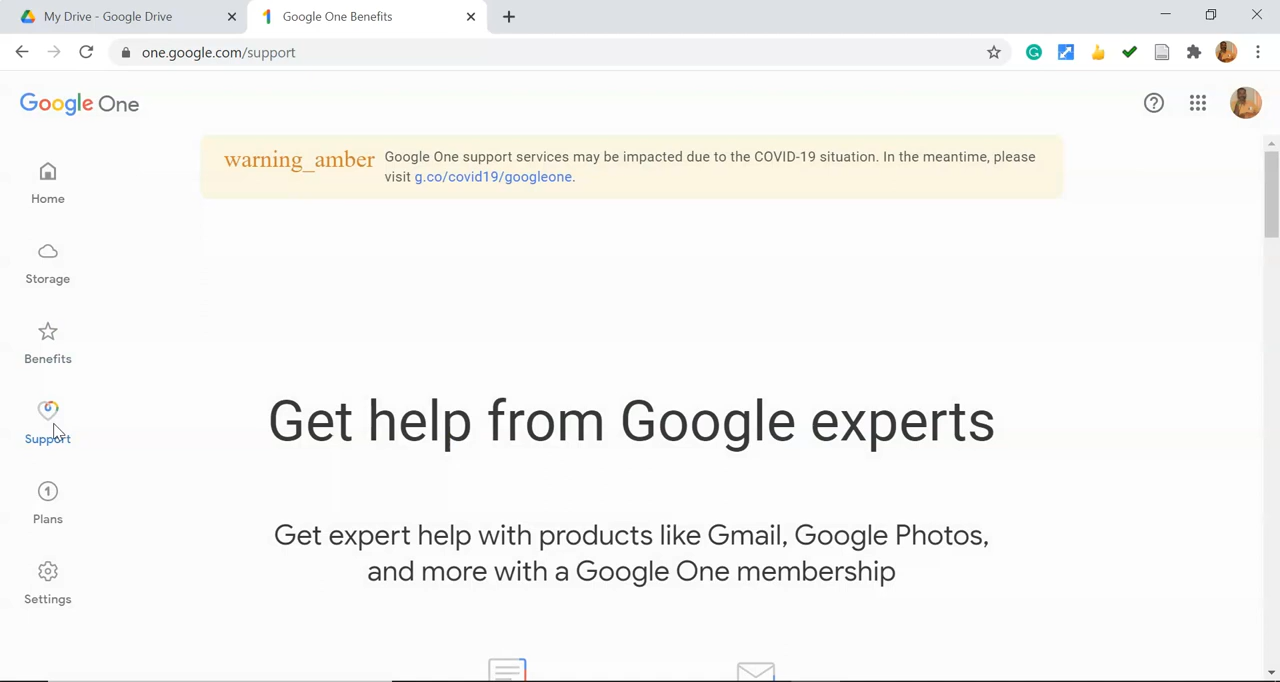 My Drive - Google Drive
Google One Benefits
one.google.com/support
Google One
warning_amber
Google One support services may be impacted due to the COVID-19 situation. In the meantime, please
visit g.co/covid19/googleone.
Home
Storage
Benefits
Support
Plans
Settings
Get help from Google experts
Get expert help with products like Gmail, Google Photos,
and more with a Google One membership